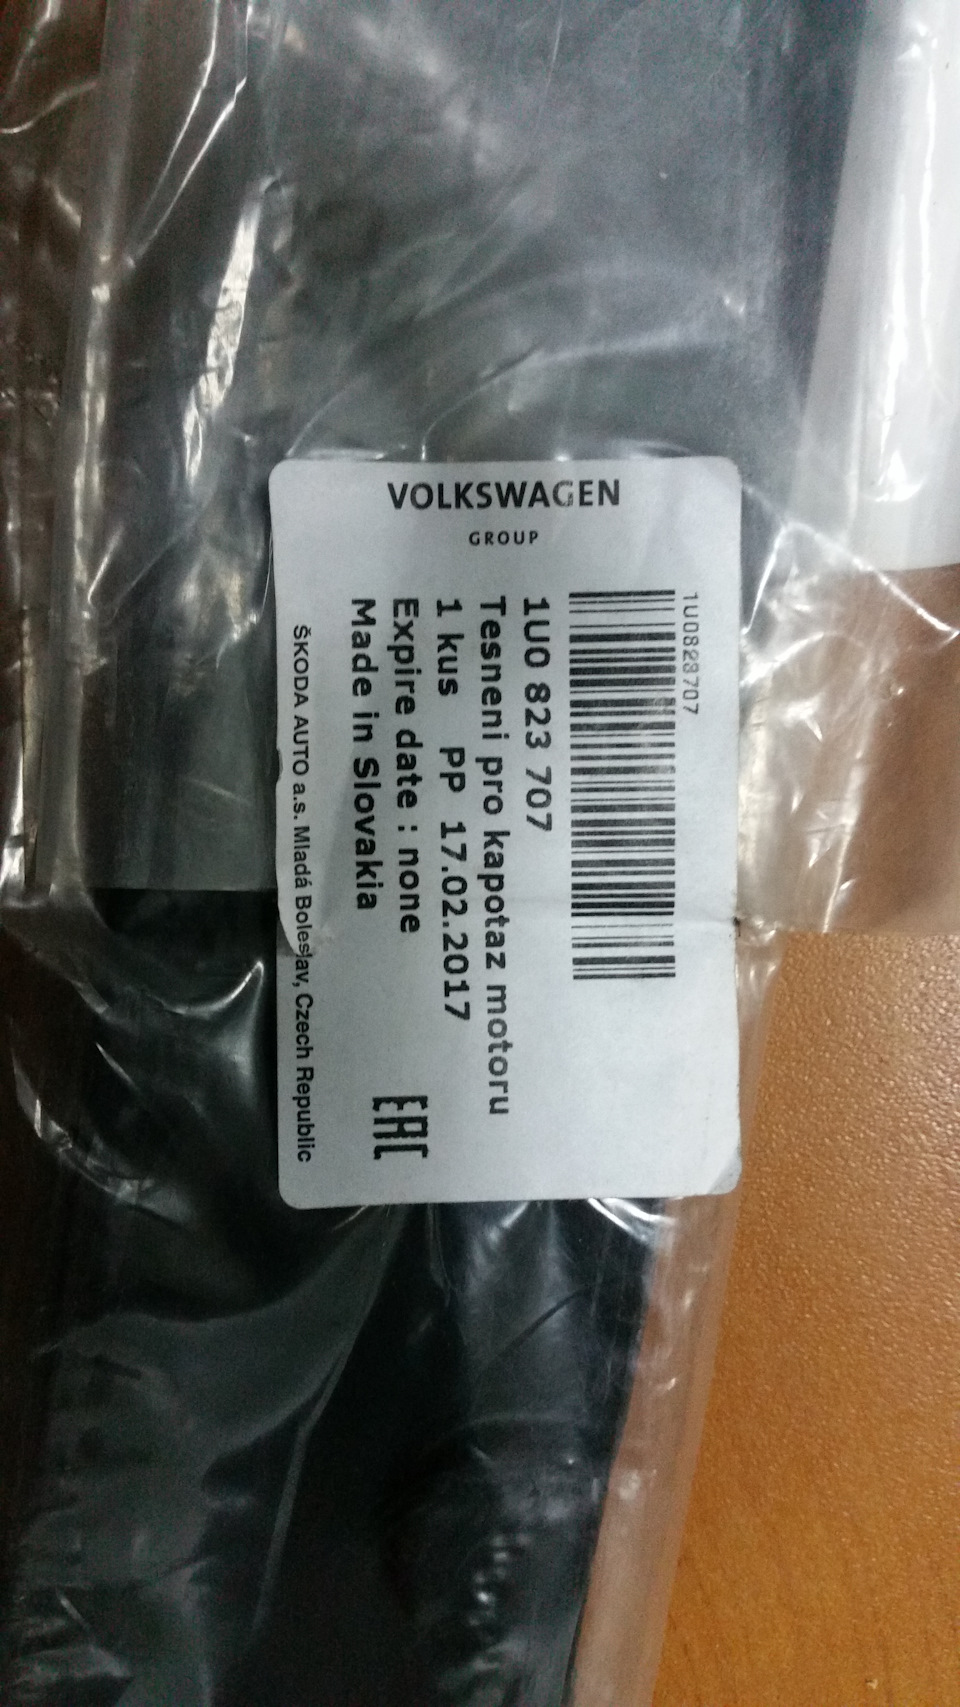 VOLKSWAGEN
GROUP
1U0823707
1U0 823 707
Tesneni pro kapotaz motoru
1 kus PP 17.02.2017
Expire date : none
Made in Slovakia
EAC
ŠKODA AUTO a.s. Mladá Boleslav, Czech Republic